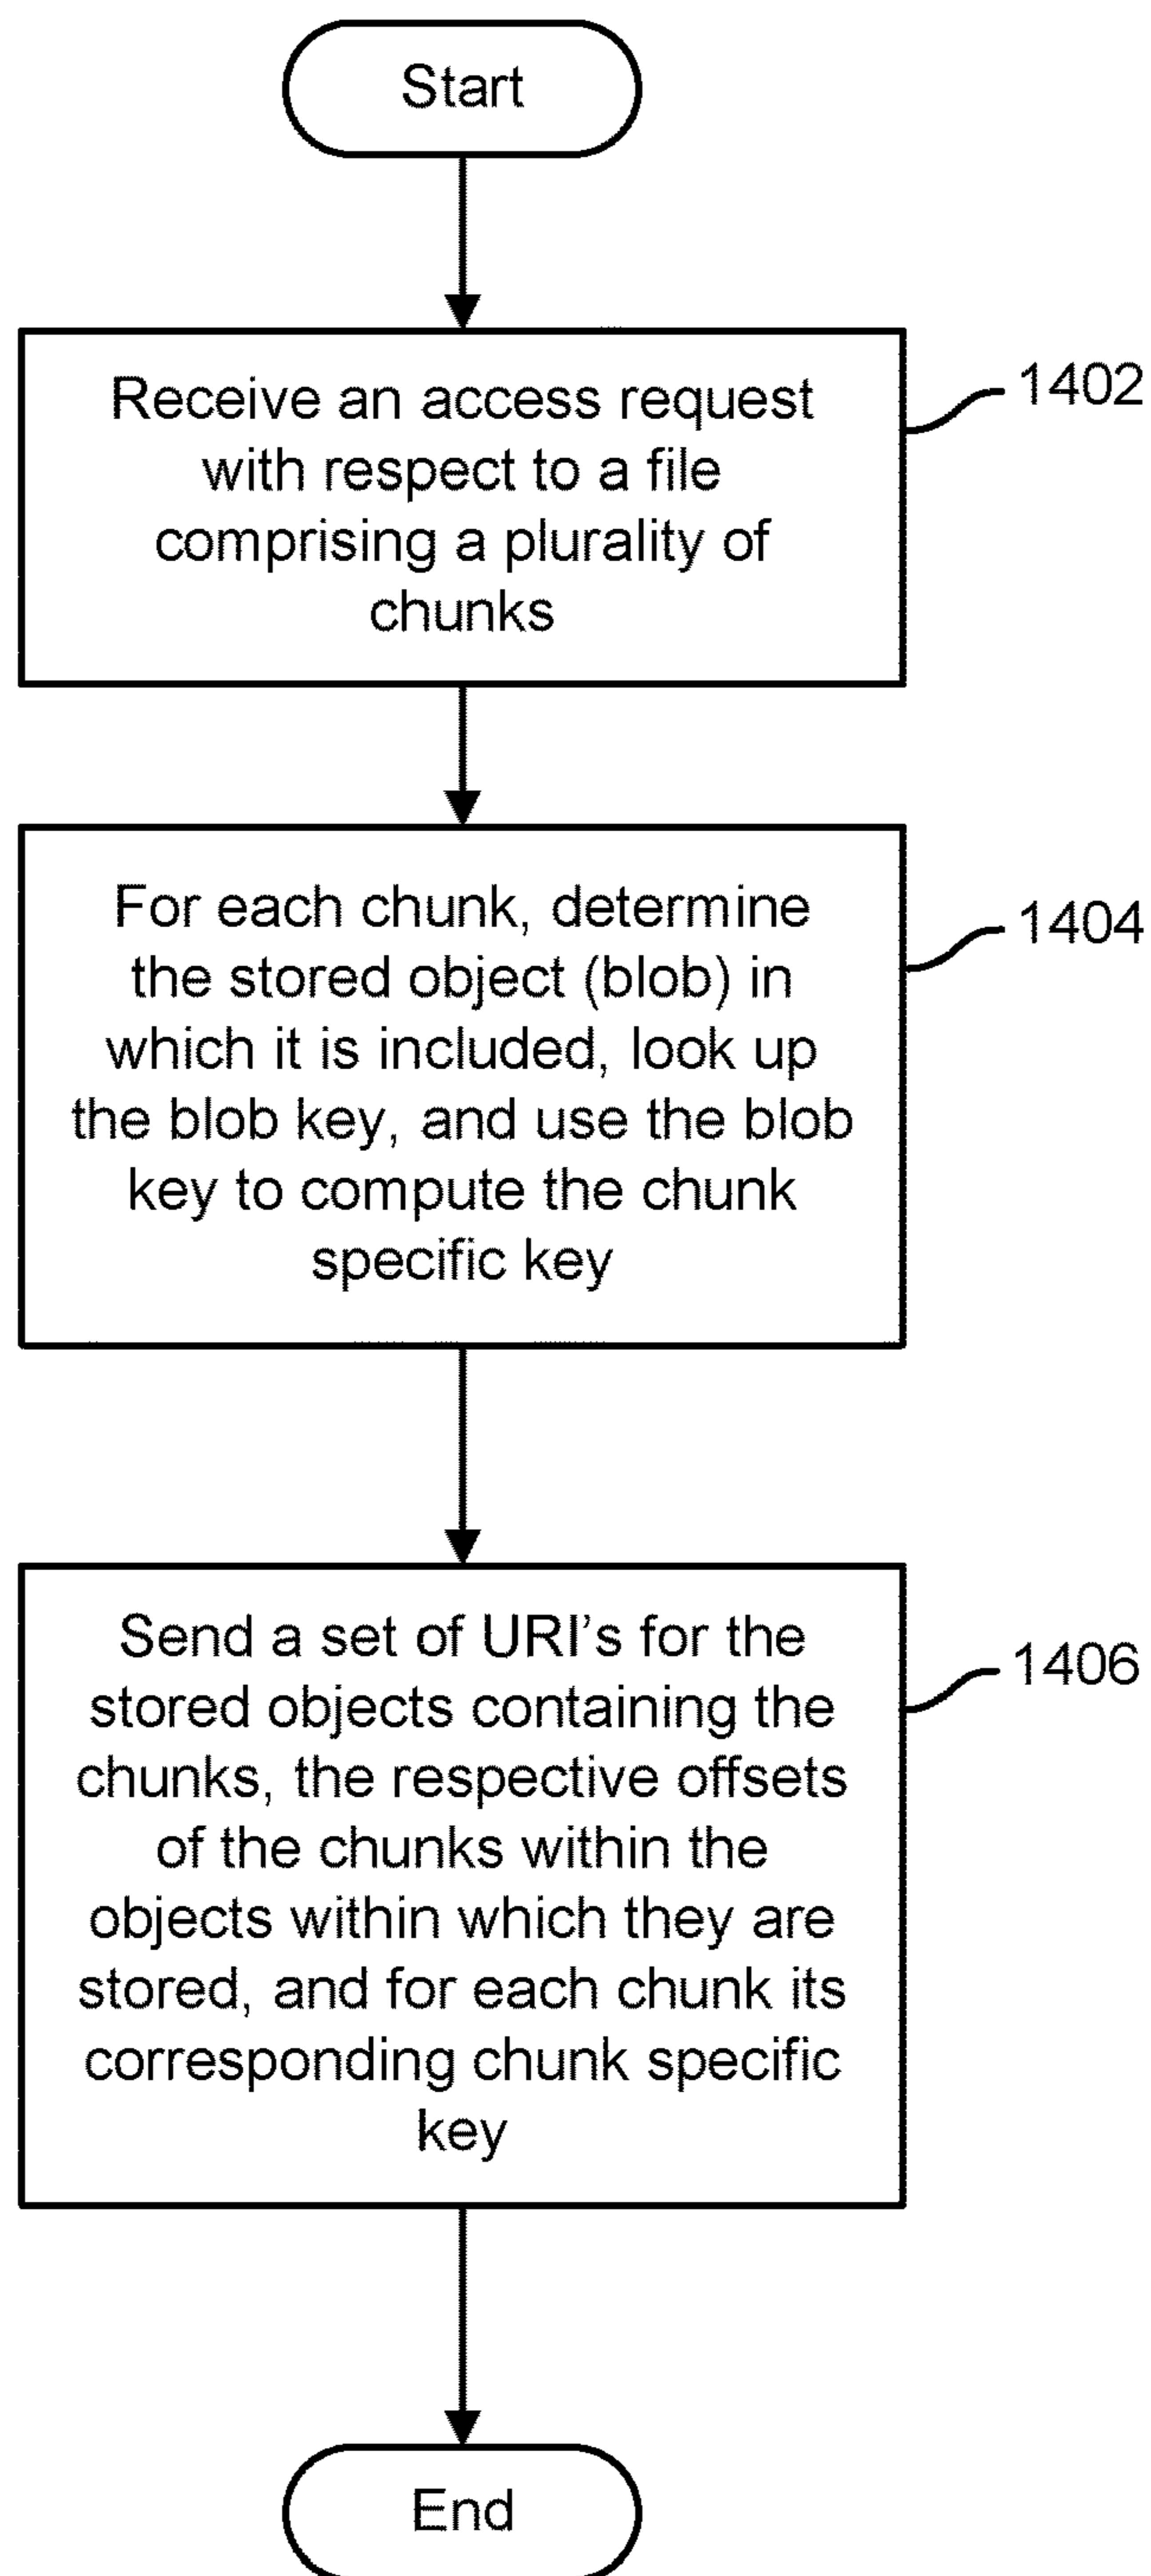 Start
Receive an access request
with respect to a file
comprising a plurality of
chunks
1402
For each chunk, determine
the stored object (blob) in
which it is included, look up
the blob key, and use the blob
key to compute the chunk
specific key
1404
Send a set of URI's for the
stored objects containing the
chunks, the respective offsets
of the chunks within the
objects within which they are
stored, and for each chunk its
corresponding chunk specific
key
1406
End